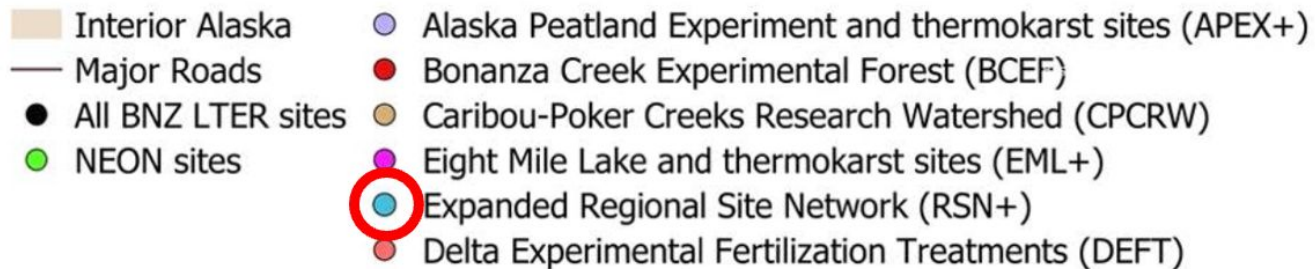 Interior Alaska
Major Roads
All BNZ LTER sites
NEON sites
Alaska Peatland Experiment and thermokarst sites (APEX+)
Bonanza Creek Experimental Forest (BCEF)
Caribou-Poker Creeks Research Watershed (CPCRW)
Eight Mile Lake and thermokarst sites (EML+)
Expanded Regional Site Network (RSN+)
Delta Experimental Fertilization Treatments (DEFT)